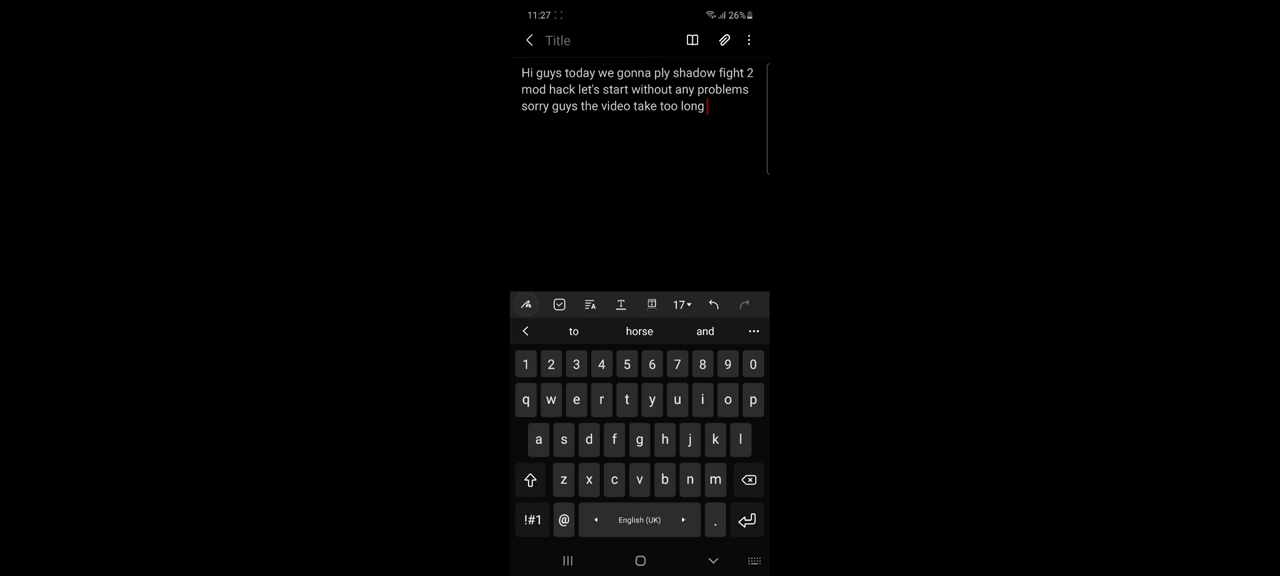 11:27
26%
Title
Hi guys today we gonna ply shadow fight 2
mod hack let's start without any problems
sorry guys the video take too long
17
to horse and
1 2 3 4 5 6 7 8 9 0
q w e r t y u i o p
a s d f g h j k l
z x c v b n m
!#1 @ English (UK) .